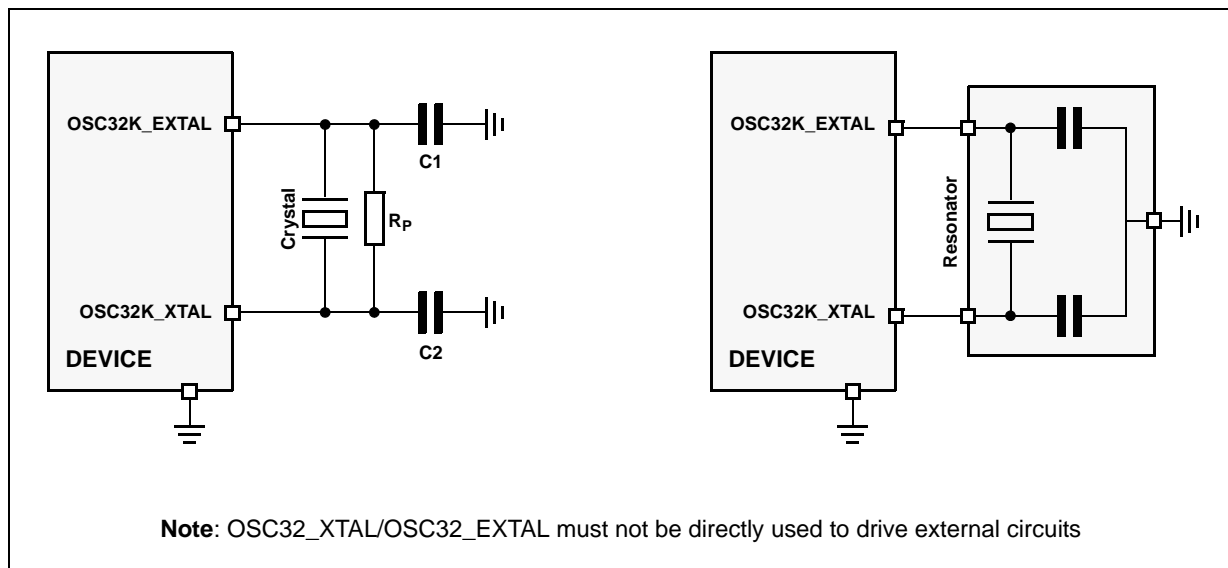 OSC32K_EXTAL
C1
Crystal
RP
OSC32K_XTAL
C2
DEVICE
OSC32K_EXTAL
Resonator
OSC32K_XTAL
DEVICE
Note: OSC32_XTAL/OSC32_EXTAL must not be directly used to drive external circuits